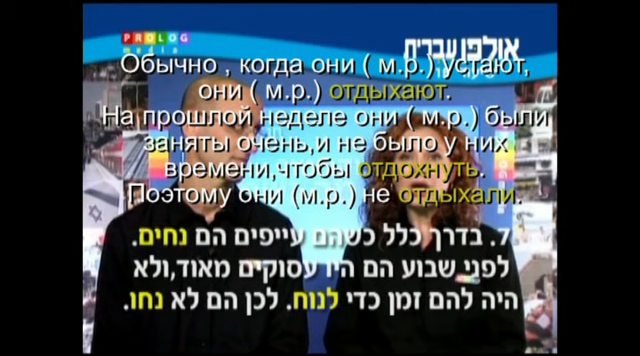 PROLOG
media
אולפן עברית
Обычно , когда они ( м.р.) устают,
они ( м.р.) отдыхают.
На прошлой неделе они ( м.р.) были
заняты очень,и не было у них
времени,чтобы отдохнуть.
Поэтому они (м.р.) не отдыхали.
7. בדרך כלל כשהם עייפים הם נחים.
לפני שבוע הם היו עסוקים מאוד,ולא
היה להם זמן כדי לנוח. לכן הם לא נחו.